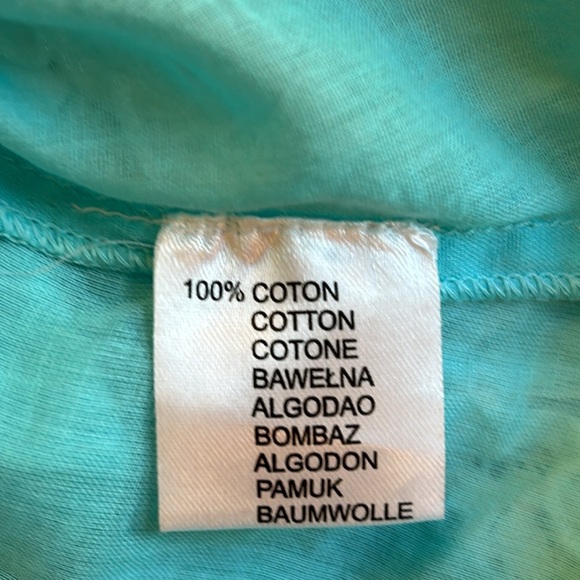 100% COTON
COTTON
COTONE
BAWEŁNA
ALGODAO
BOMBAZ
ALGODON
PAMUK
BAUMWOLLE